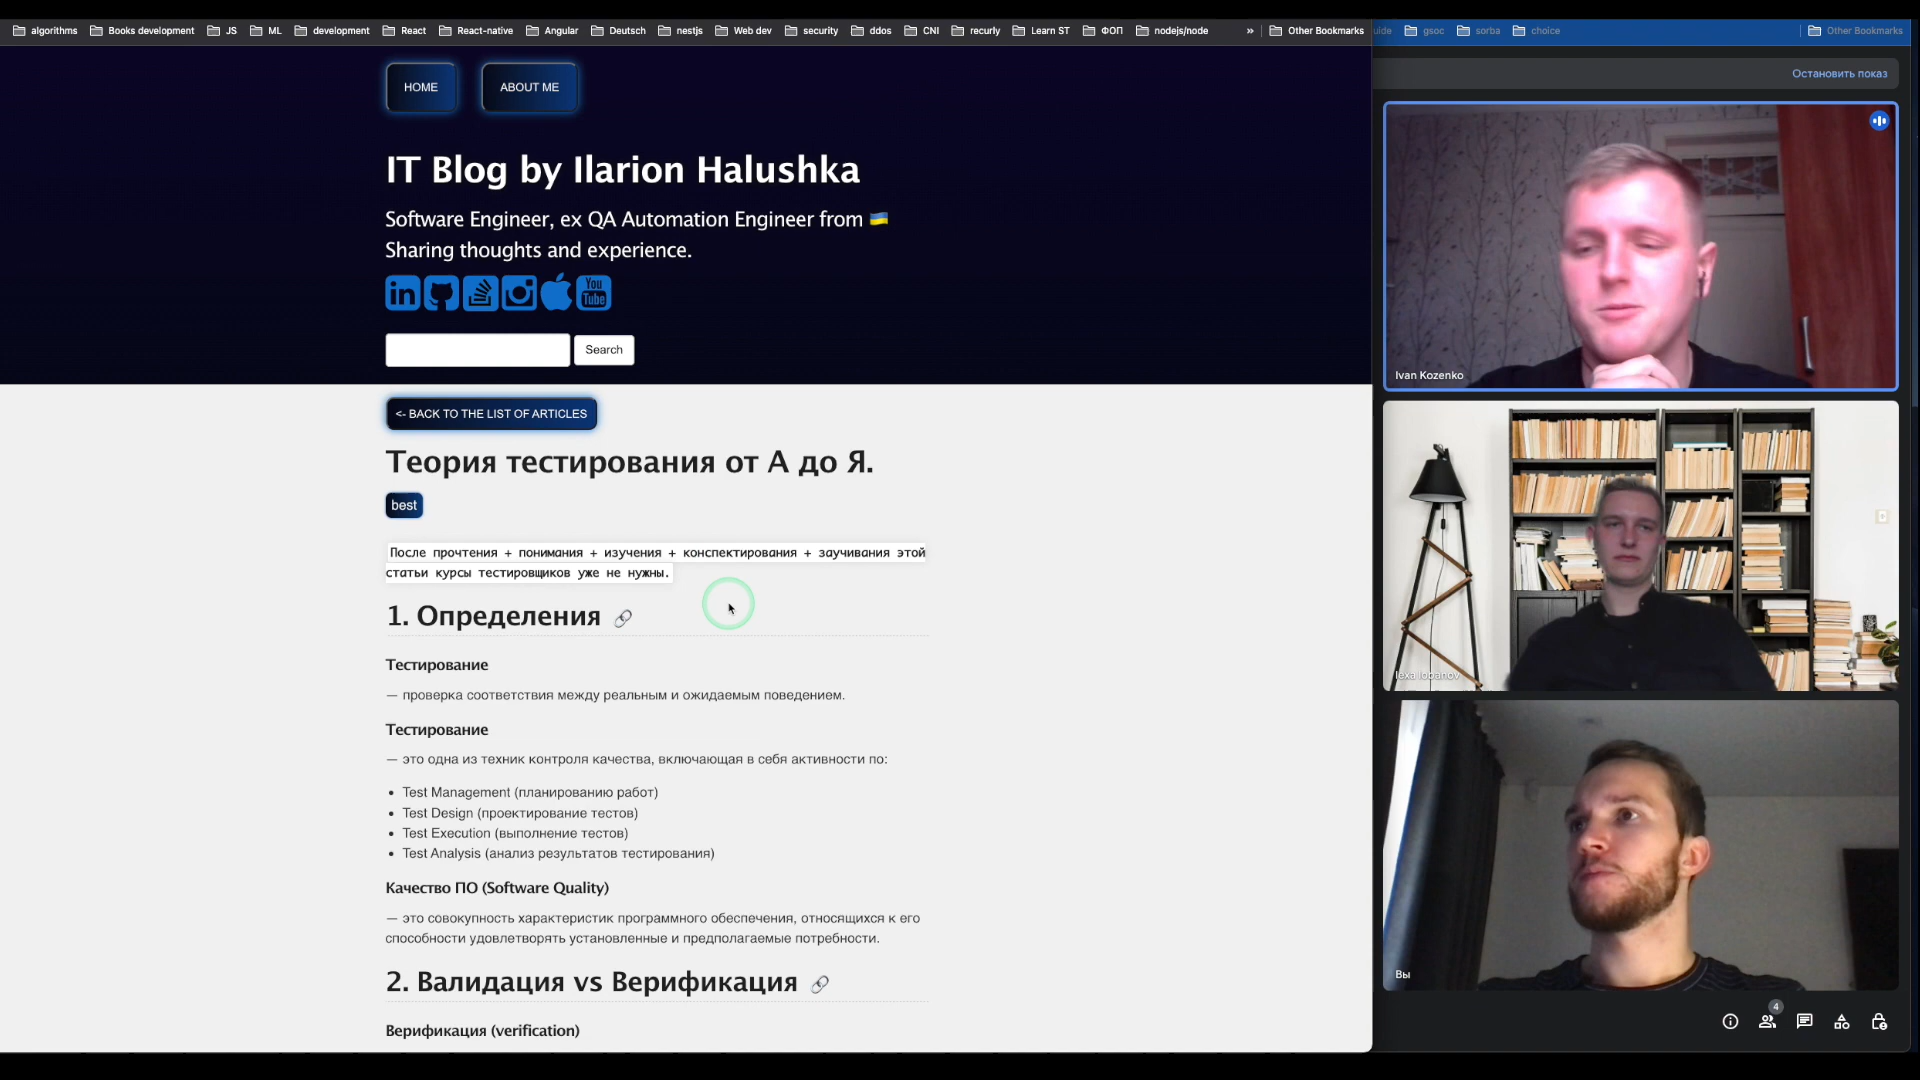 algorithms Books development JS ML development React React-native Angular Deutsch nestjs Web dev security ddos CNI recurly Learn ST ФОП nodejs/node » Other Bookmarks
uide gsoc sorba choice Other Bookmarks
Остановить показ
HOME ABOUT ME
IT Blog by Ilarion Halushka
Software Engineer, ex QA Automation Engineer from
Sharing thoughts and experience.
in You Tube
Search
<- BACK TO THE LIST OF ARTICLES
Теория тестирования от А до Я.
best
После прочтения + понимания + изучения + конспектирования + заучивания этой
статьи курсы тестировщиков уже не нужны.
1. Определения
Тестирование
— проверка соответствия между реальным и ожидаемым поведением.
Тестирование
— это одна из техник контроля качества, включающая в себя активности по:
• Test Management (планированию работ)
• Test Design (проектирование тестов)
• Test Execution (выполнение тестов)
• Test Analysis (анализ результатов тестирования)
Качество ПО (Software Quality)
— это совокупность характеристик программного обеспечения, относящихся к его
способности удовлетворять установленные и предполагаемые потребности.
2. Валидация vs Верификация
Верификация (verification)
Ivan Kozenko
lexa lobanov
Вы
4